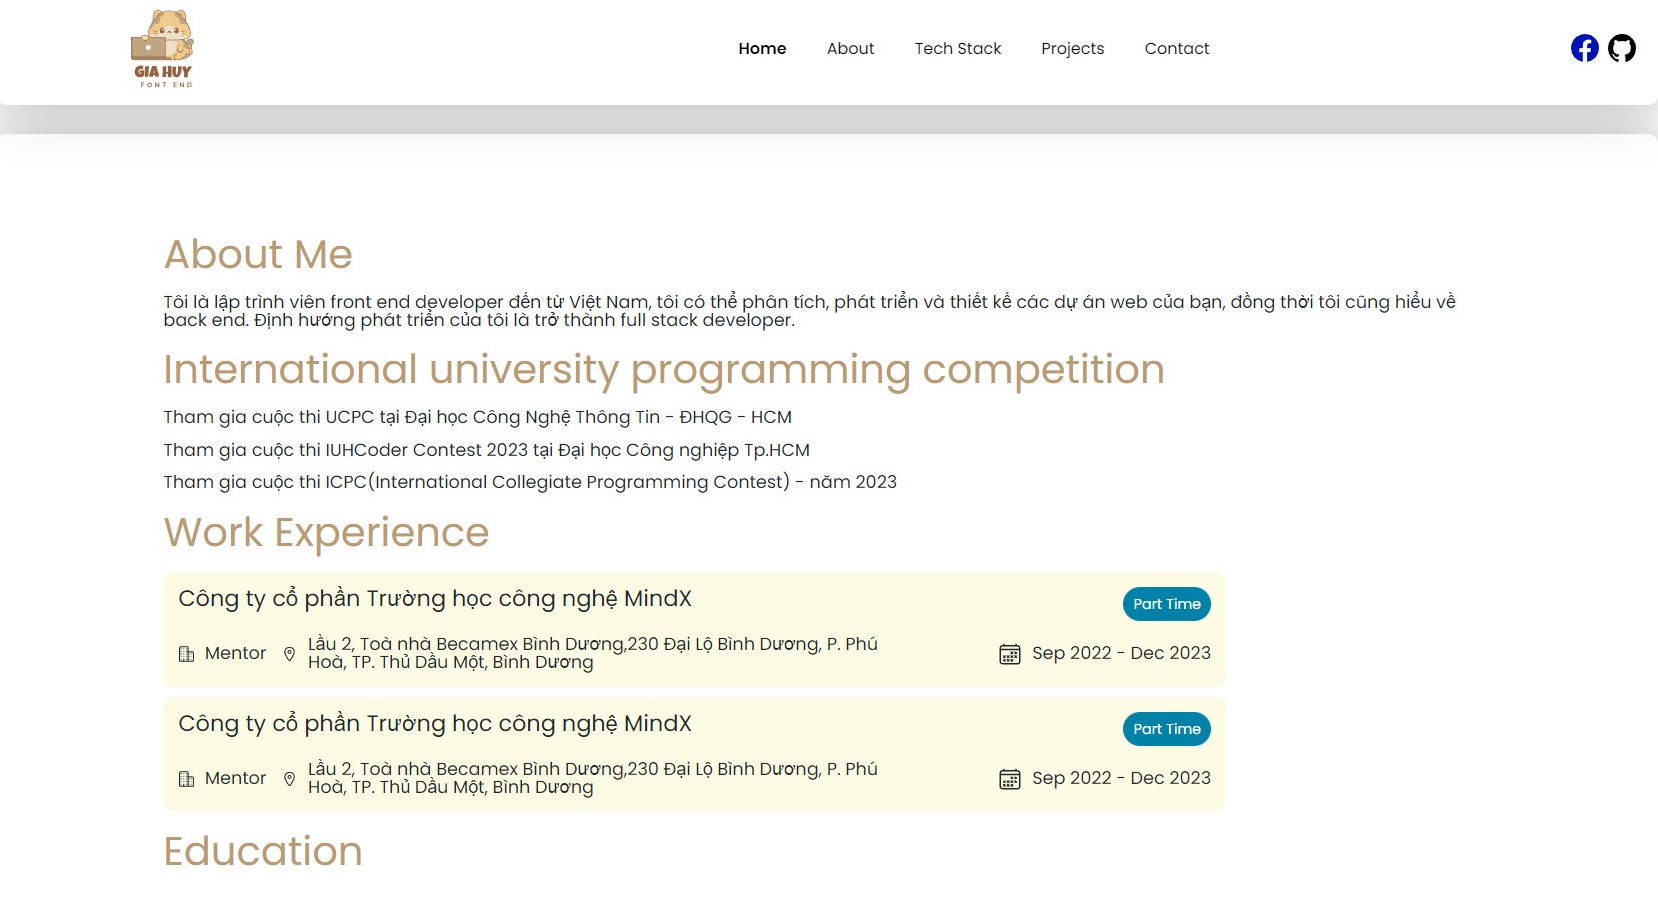 GIA HUY
FONT END
Home About Tech Stack Projects Contact
About Me
Tôi là lập trình viên front end developer đến từ Việt Nam, tôi có thể phân tích, phát triển và thiết kế các dự án web của bạn, đồng thời tôi cũng hiểu về
back end. Định hướng phát triển của tôi là trở thành full stack developer.
International university programming competition
Tham gia cuộc thi UCPC tại Đại học Công Nghệ Thông Tin - ĐHQG - HCM
Tham gia cuộc thi IUHCoder Contest 2023 tại Đại học Công nghiệp Tp.HCM
Tham gia cuộc thi ICPC(International Collegiate Programming Contest) - năm 2023
Work Experience
Công ty cổ phần Trường học công nghệ MindX
Part Time
Mentor
Lầu 2, Toà nhà Becamex Bình Dương,230 Đại Lộ Bình Dương, P. Phú
Hoà, TP. Thủ Dầu Một, Bình Dương
Sep 2022 - Dec 2023
Công ty cổ phần Trường học công nghệ MindX
Part Time
Mentor
Lầu 2, Toà nhà Becamex Bình Dương,230 Đại Lộ Bình Dương, P. Phú
Hoà, TP. Thủ Dầu Một, Bình Dương
Sep 2022 - Dec 2023
Education